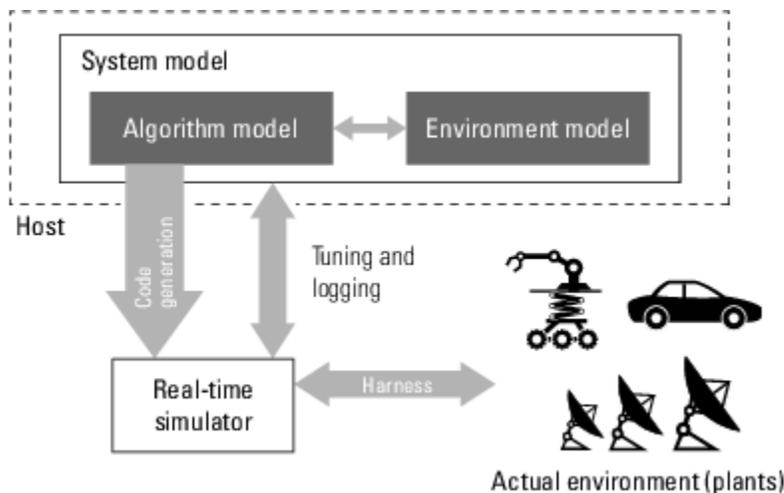 System model
Algorithm model
Environment model
Host
Code
generation
Tuning and
logging
Real-time
simulator
Harness
Actual environment (plants)